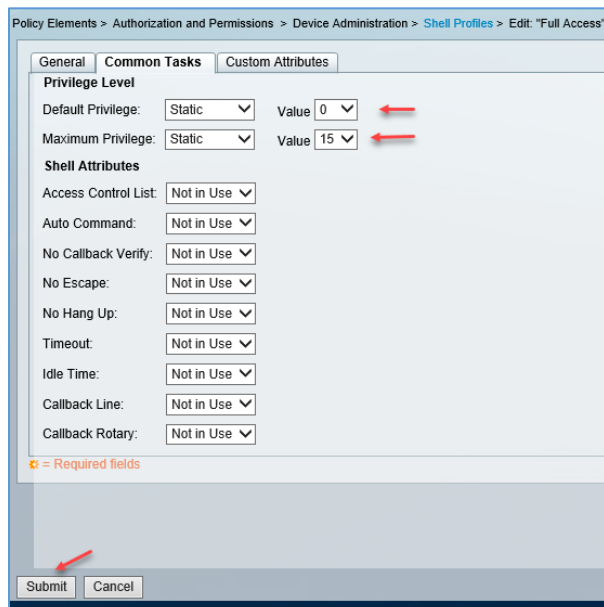 Policy Elements > Authorization and Permissions > Device Administration > Shell Profiles > Edit: "Full Access"
General Common Tasks Custom Attributes
Privilege Level
Default Privilege: Static Value 0
Maximum Privilege: Static Value 15
Shell Attributes
Access Control List: Not in Use
Auto Command: Not in Use
No Callback Verify: Not in Use
No Escape: Not in Use
No Hang Up: Not in Use
Timeout: Not in Use
Idle Time: Not in Use
Callback Line: Not in Use
Callback Rotary: Not in Use
= Required fields
Submit Cancel